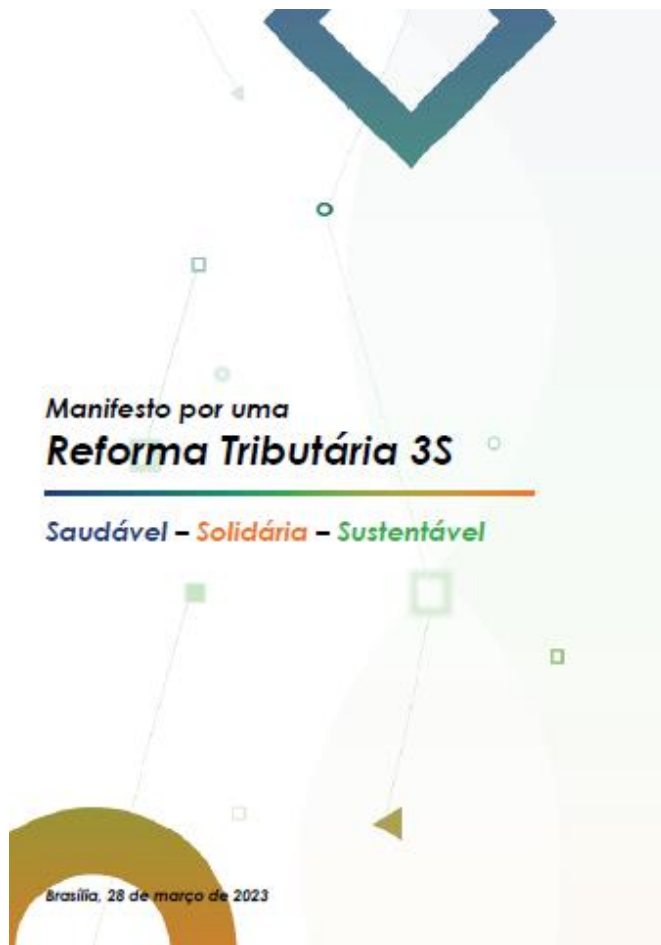 Manifesto por uma
Reforma Tributária 3S
Saudável – Solidária – Sustentável
Brasília, 28 de março de 2023